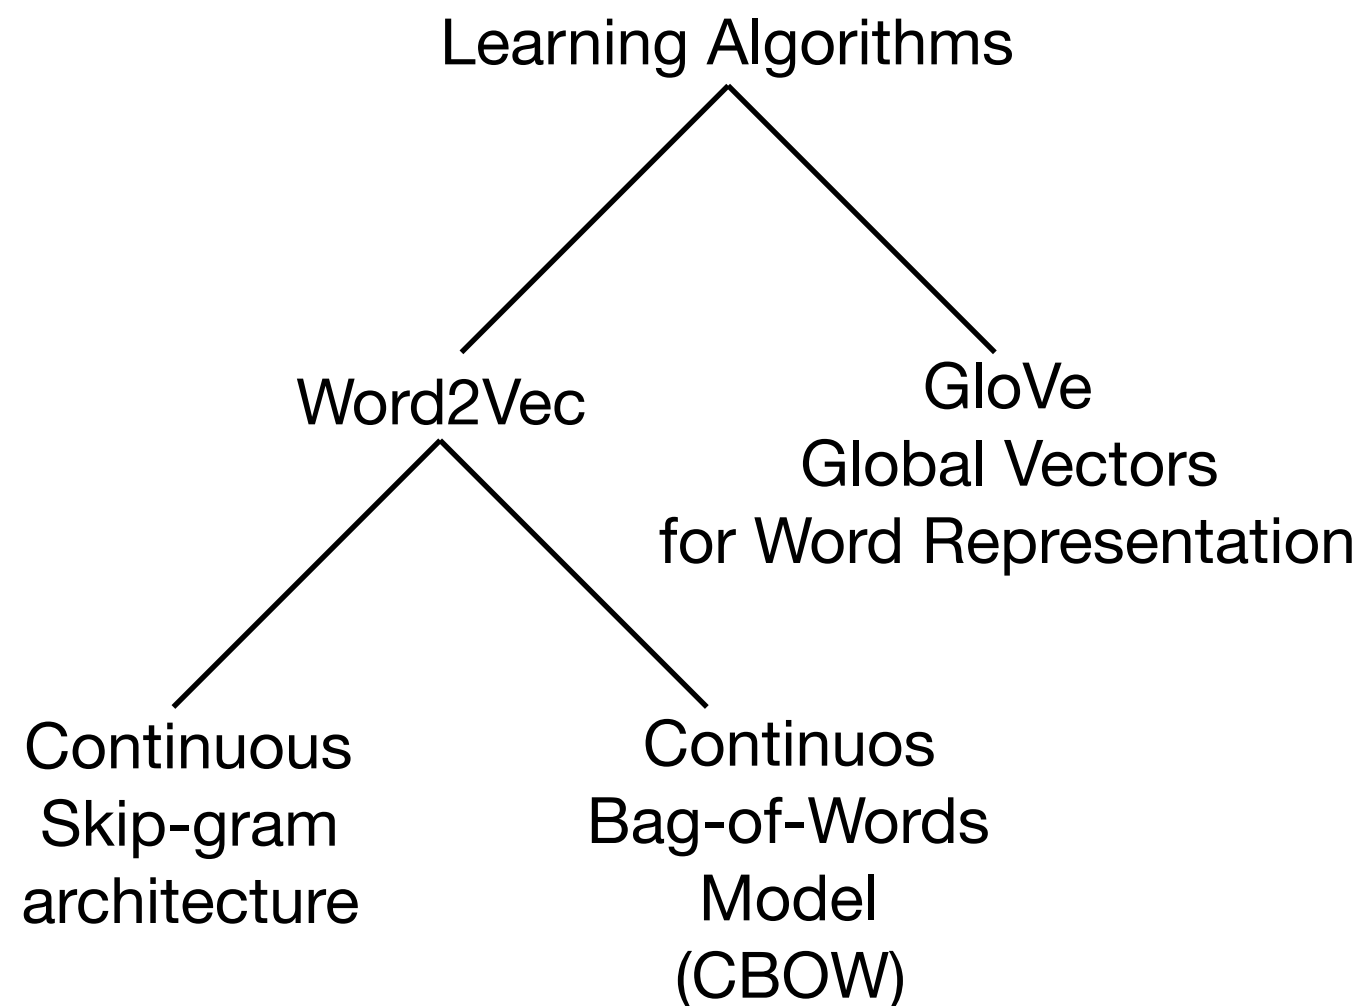 Learning Algorithms
Word2Vec
GloVe
Global Vectors
for Word Representation
Continuous
Skip-gram
architecture
Continuos
Bag-of-Words
Model
(CBOW)